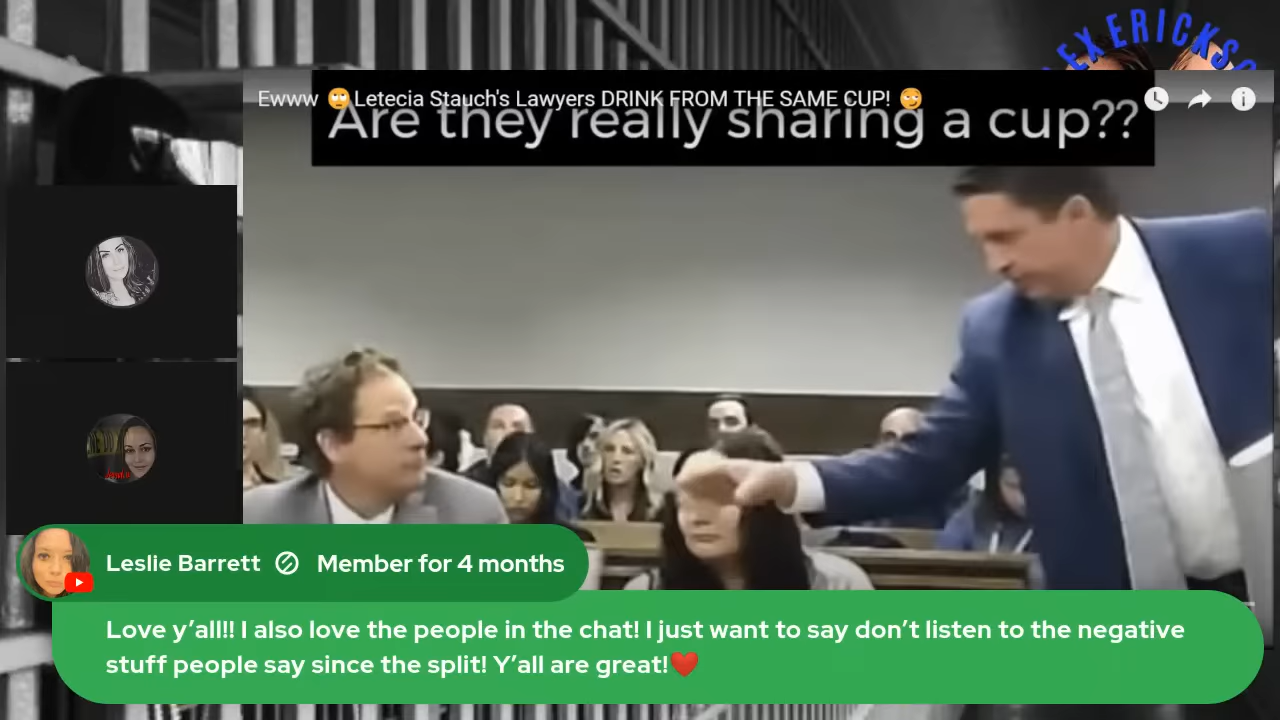 EX ERICKSO
Ewww 🙄Letecia Stauch's Lawyers DRINK FROM THE SAME CUP! 🥴
Are they really sharing a cup??
Leslie Barrett Member for 4 months
Love y’all!! I also love the people in the chat! I just want to say don’t listen to the negative
stuff people say since the split! Y’all are great!❤️